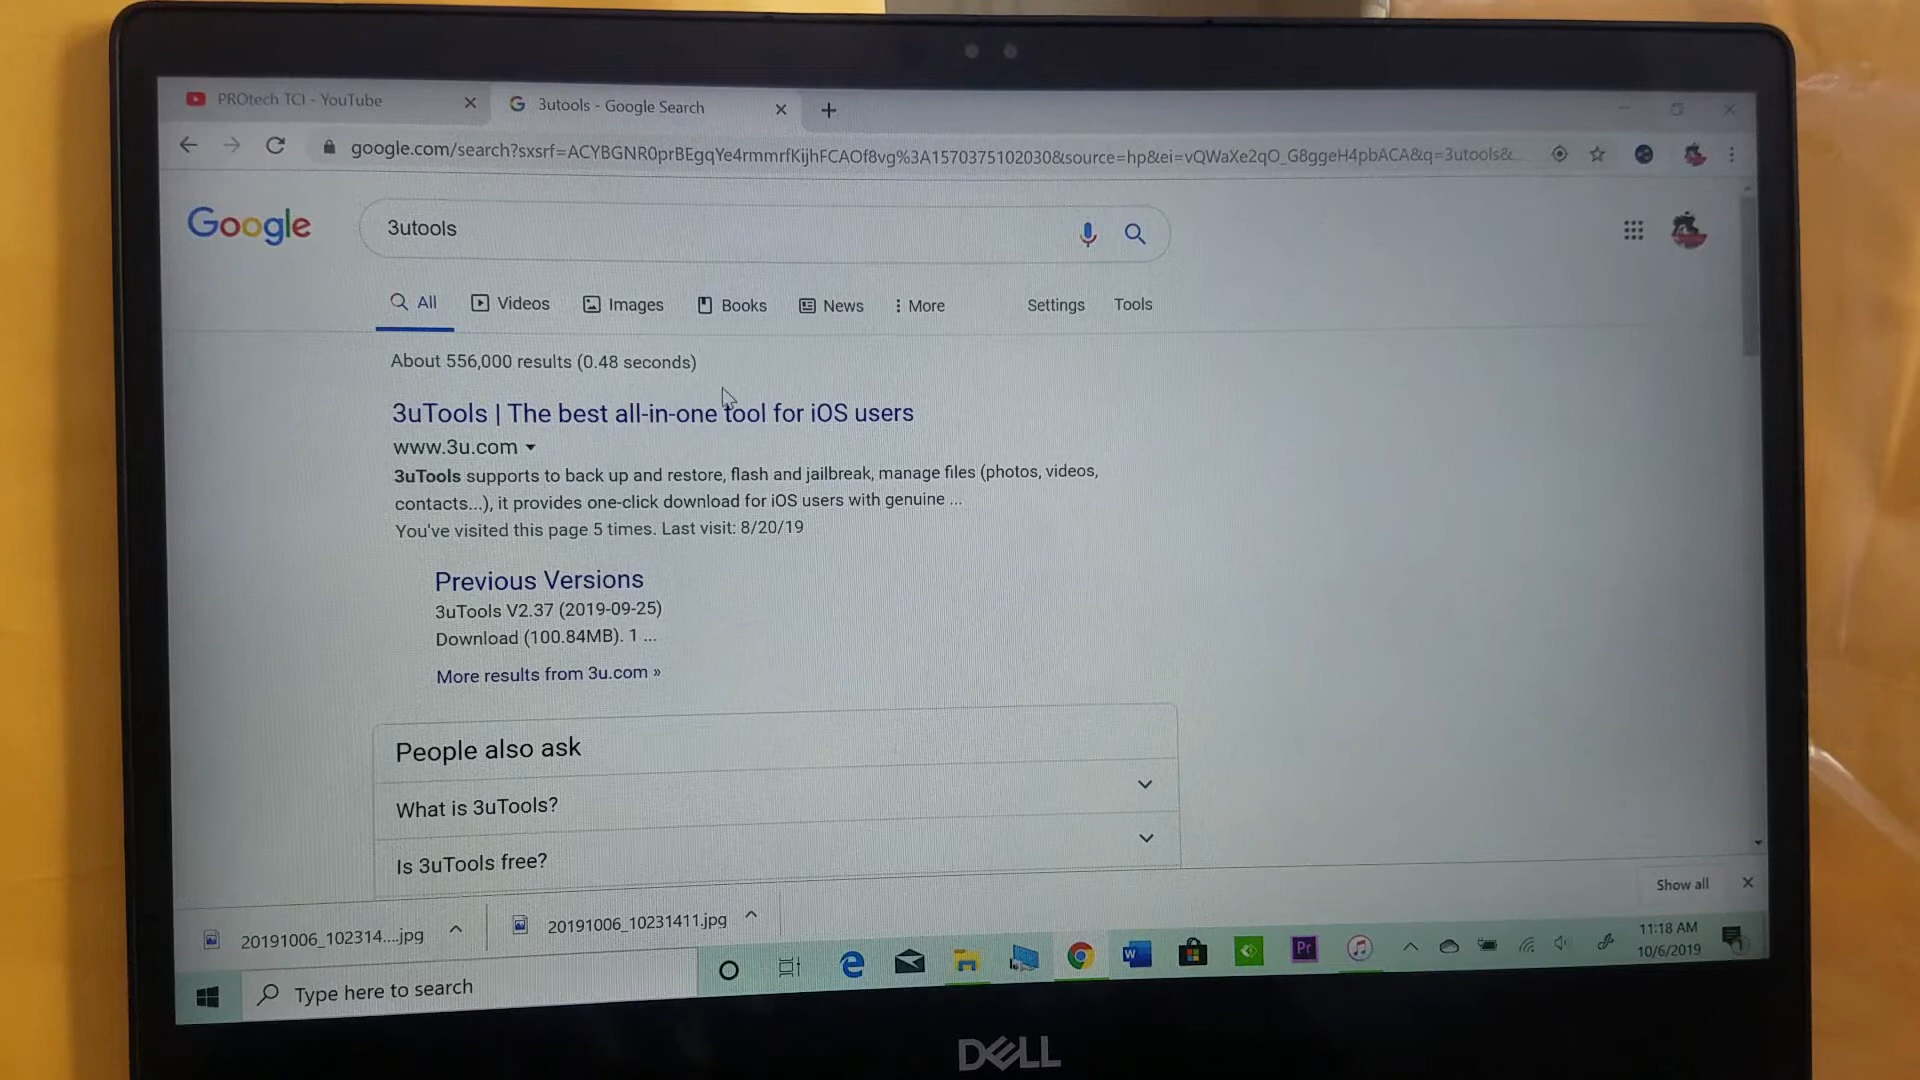 PROtech TCI - YouTube
3utools - Google Search
google.com/search?sxsrf=ACYBGNR0prBEgqYe4rmmrfKijhFCAOf8vg%3A1570375102030&source=hp&ei=vQWaXe2qO_G8ggeH4pbACA&q=3utools&...
Google
3utools
All
Videos
Images
Books
News
More
Settings
Tools
About 556,000 results (0.48 seconds)
3uTools | The best all-in-one tool for iOS users
www.3u.com
3uTools supports to back up and restore, flash and jailbreak, manage files (photos, videos,
contacts...), it provides one-click download for iOS users with genuine ...
You've visited this page 5 times. Last visit: 8/20/19
Previous Versions
3uTools V2.37 (2019-09-25)
Download (100.84MB). 1 ...
More results from 3u.com »
People also ask
What is 3uTools?
Is 3uTools free?
Show all
20191006_102314....jpg
20191006_10231411.jpg
Type here to search
Pr
11:18 AM
10/6/2019
DELL